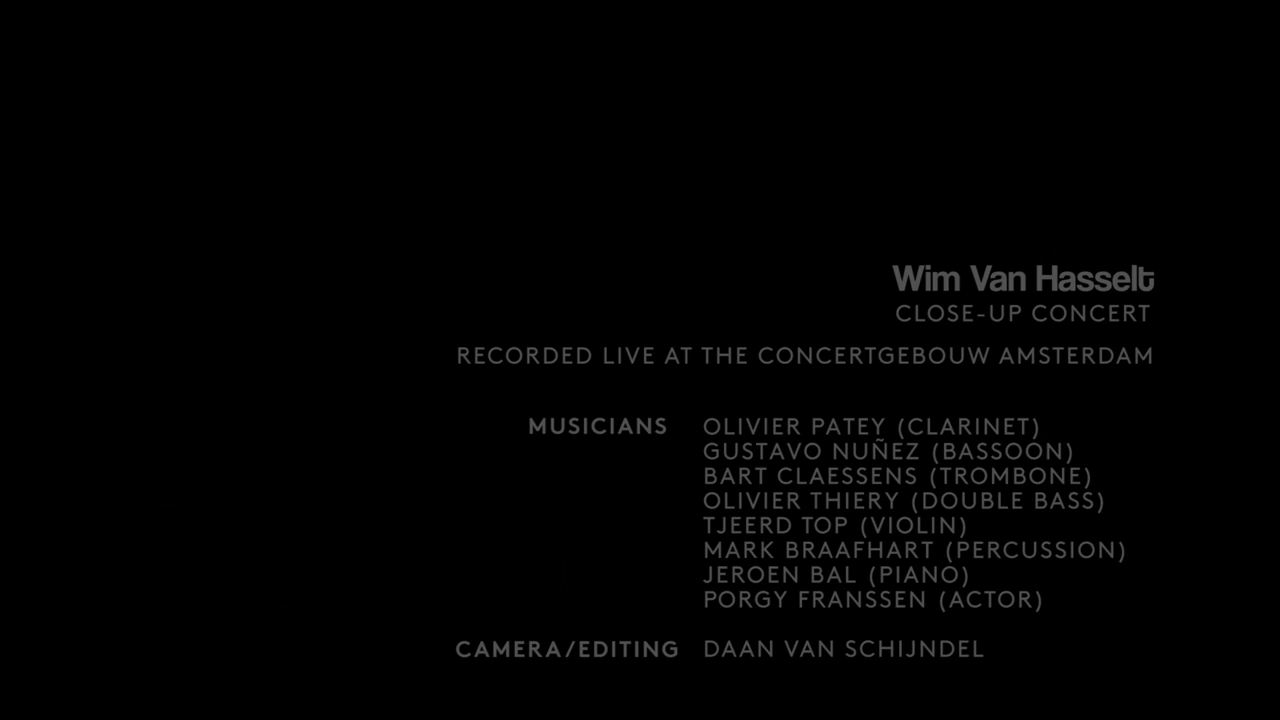 Wim Van Hasselt
CLOSE-UP CONCERT
RECORDED LIVE AT THE CONCERTGEBOUW AMSTERDAM
MUSICIANS OLIVIER PATEY (CLARINET)
GUSTAVO NUÑEZ (BASSOON)
BART CLAESSENS (TROMBONE)
OLIVIER THIERY (DOUBLE BASS)
TJEERD TOP (VIOLIN)
MARK BRAAFHART (PERCUSSION)
JEROEN BAL (PIANO)
PORGY FRANSSEN (ACTOR)
CAMERA/EDITING DAAN VAN SCHIJNDEL